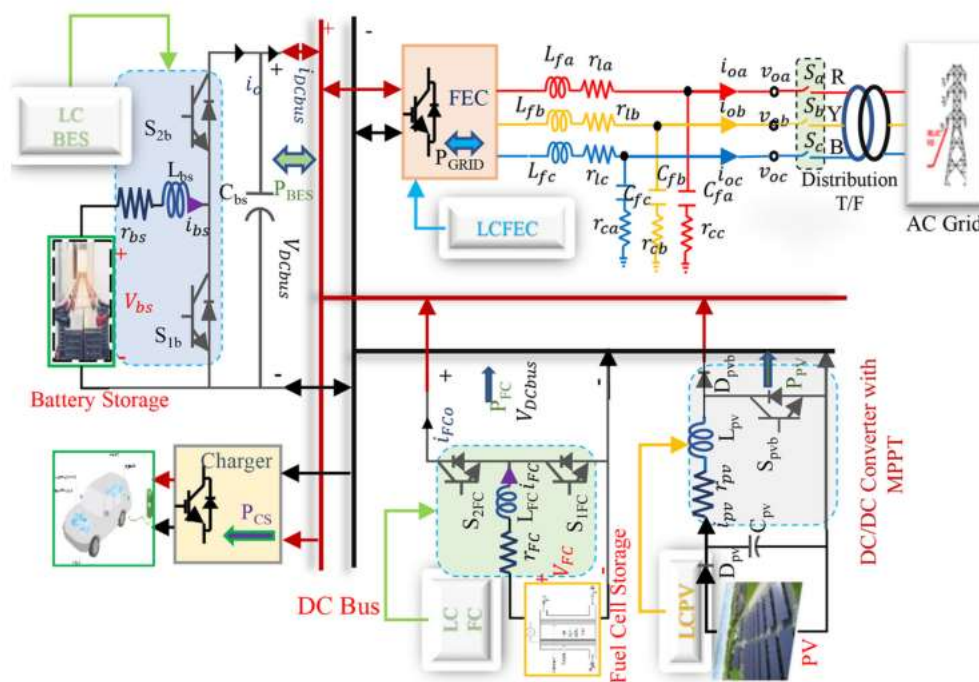 LC
BES
S2b
Lbs
rbs
ibs
Vbs
+
-
S1b
Battery Storage
io
+
Cbs
-
PBES
iDCbus
VDCbus
+
-
FEC
PGRID
LCFEC
Lfa
rla
ioa
voa
Sa
R
Lfb
rlb
iob
vob
Sb
Y
Lfc
rlc
ioc
voc
Sc
B
Cfc
Cfb
Cfa
rca
rcb
rcc
Distribution
T/F
AC Grid
Charger
PCS
DC Bus
+
PFC
VDCbus
-
iFCo
S2FC
LFC
iFC
S1FC
rFC
+
VFC
-
LC
FC
Fuel Cell Storage
Dpvb
PPV
Lpv
Spvb
rpv
ipv
Cpv
Dpv
LCPV
PV
DC/DC Converter with
MPPT